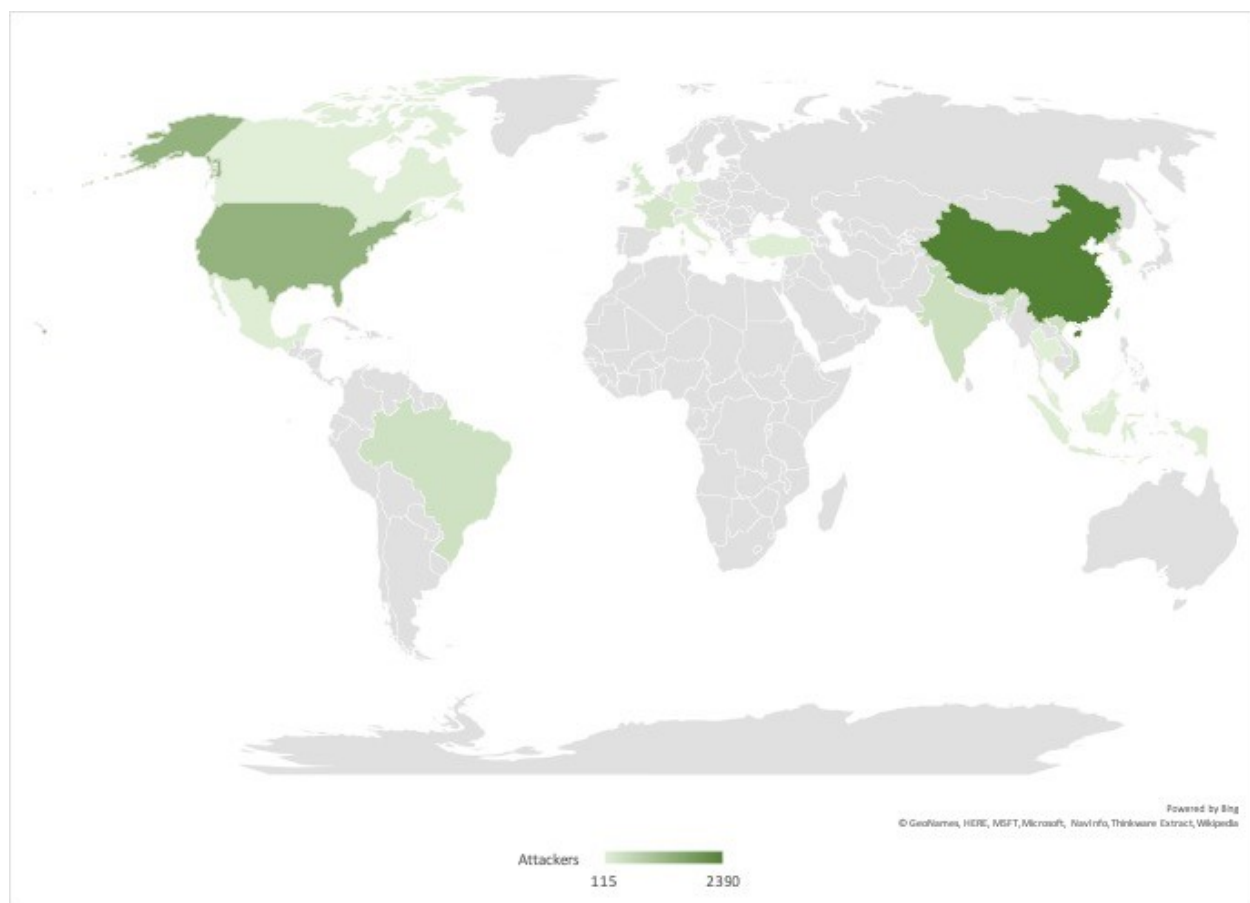 Powered by Bing
© GeoNames, HERE, MSFT, Microsoft, NavInfo, Thinkware Extract, Wikipedia
Attackers
115 2390